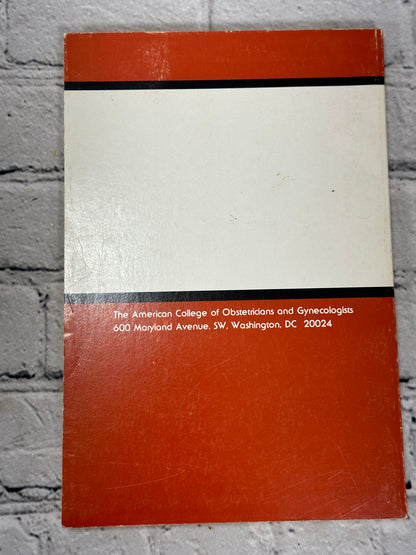 The American College of Obstetricians and Gynecologists
600 Maryland Avenue, SW, Washington, DC 20024